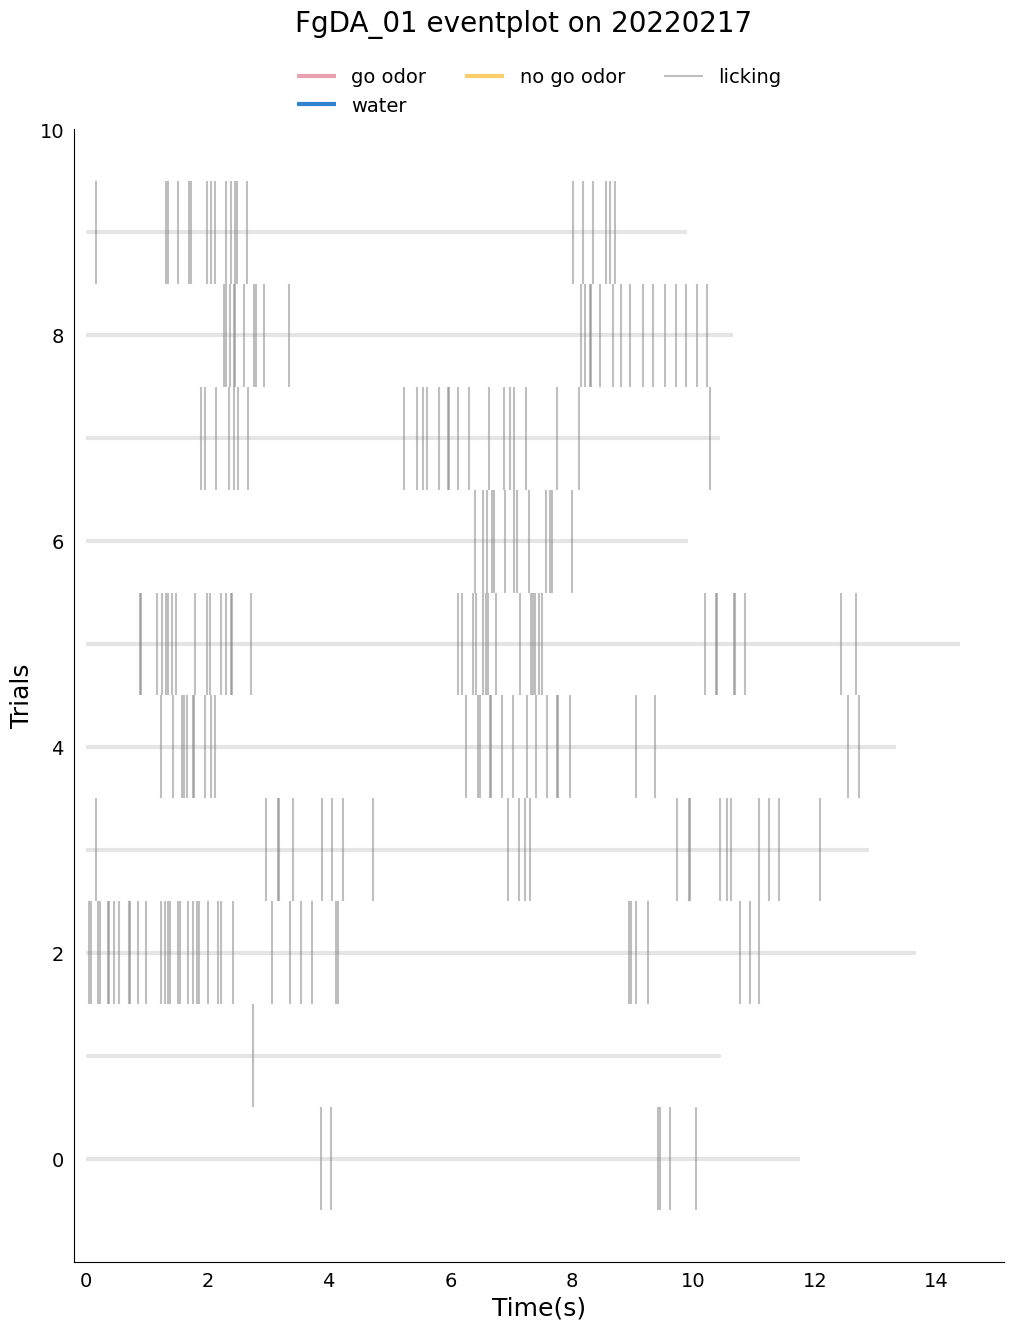 FgDA_01 eventplot on 20220217
go odor no go odor licking
water
10
8
6
4
2
0
Trials
0 2 4 6 8 10 12 14
Time(s)